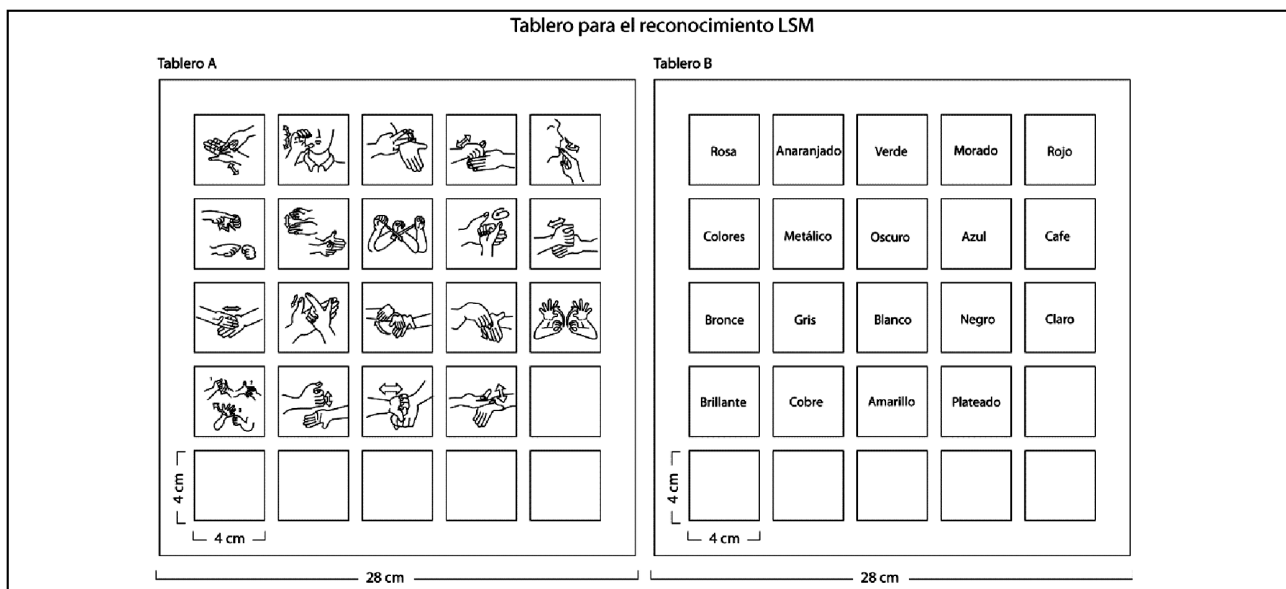 Tablero para el reconocimiento LSM
Tablero A
Tablero B
Rosa Anaranjado Verde Morado Rojo
Colores Metálico Oscuro Azul Cafe
Bronce Gris Blanco Negro Claro
Brillante Cobre Amarillo Plateado
4 cm
4 cm
28 cm
4 cm
4 cm
28 cm